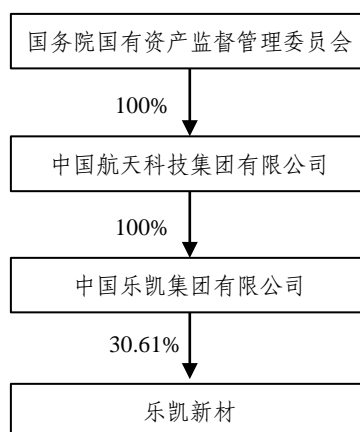 国务院国有资产监督管理委员会
100%
中国航天科技集团有限公司
100%
中国乐凯集团有限公司
30.61%
乐凯新材